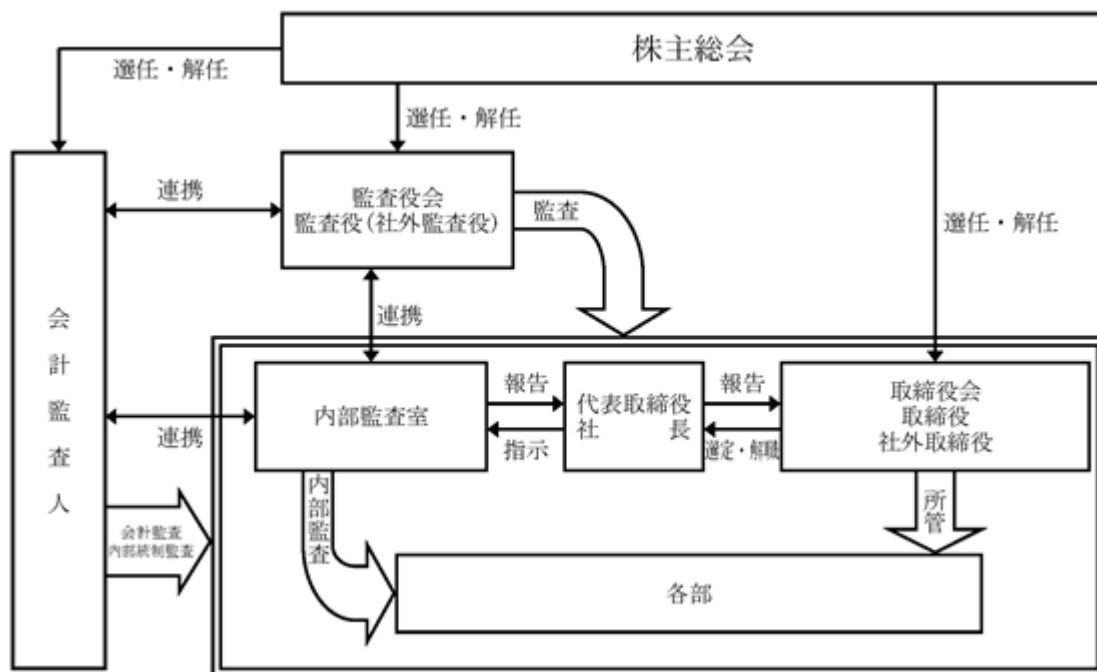 株主総会
選任・解任
選任・解任
選任・解任
連携
監査役会
監査役(社外監査役)
監査
連携
会計監査人
内部監査室
報告
指示
代表取締役
社　　長
報告
選定・解職
取締役会
取締役
社外取締役
連携
内部監査
所管
会計監査
内部統制監査
各部